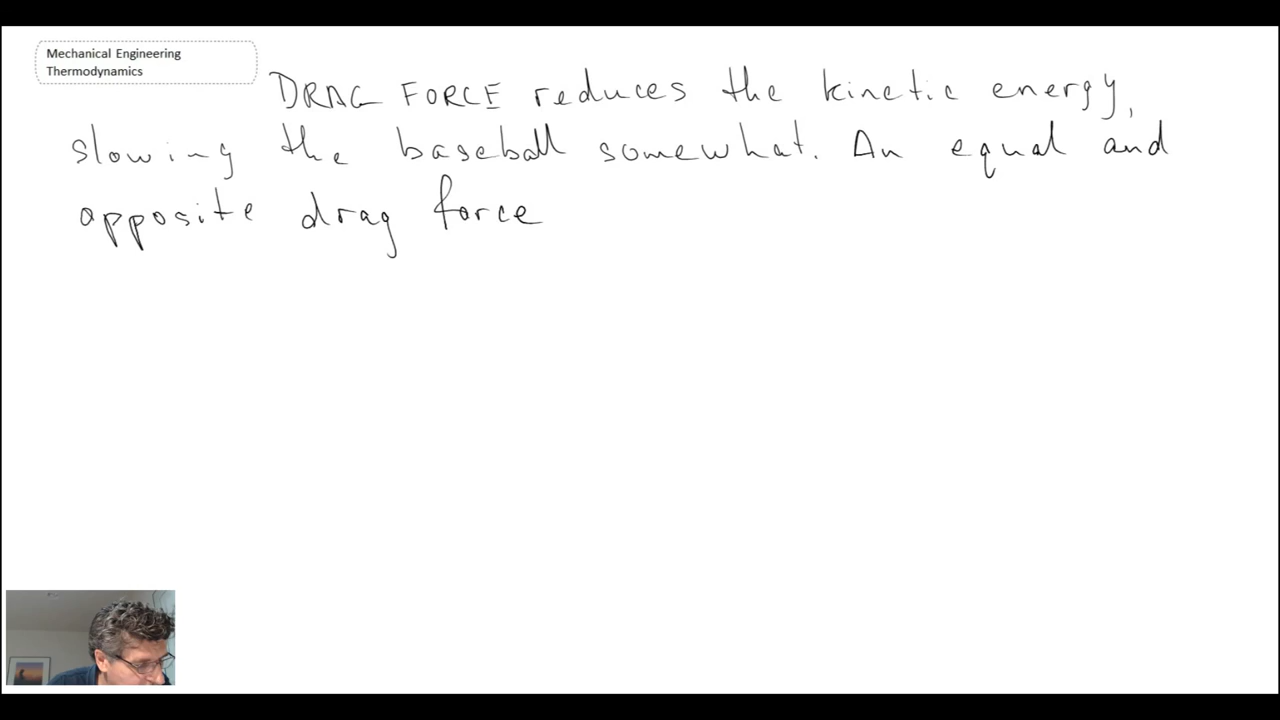 Mechanical Engineering
Thermodynamics
DRAG FORCE reduces the kinetic energy,
slowing the baseball somewhat. An equal and
opposite drag force